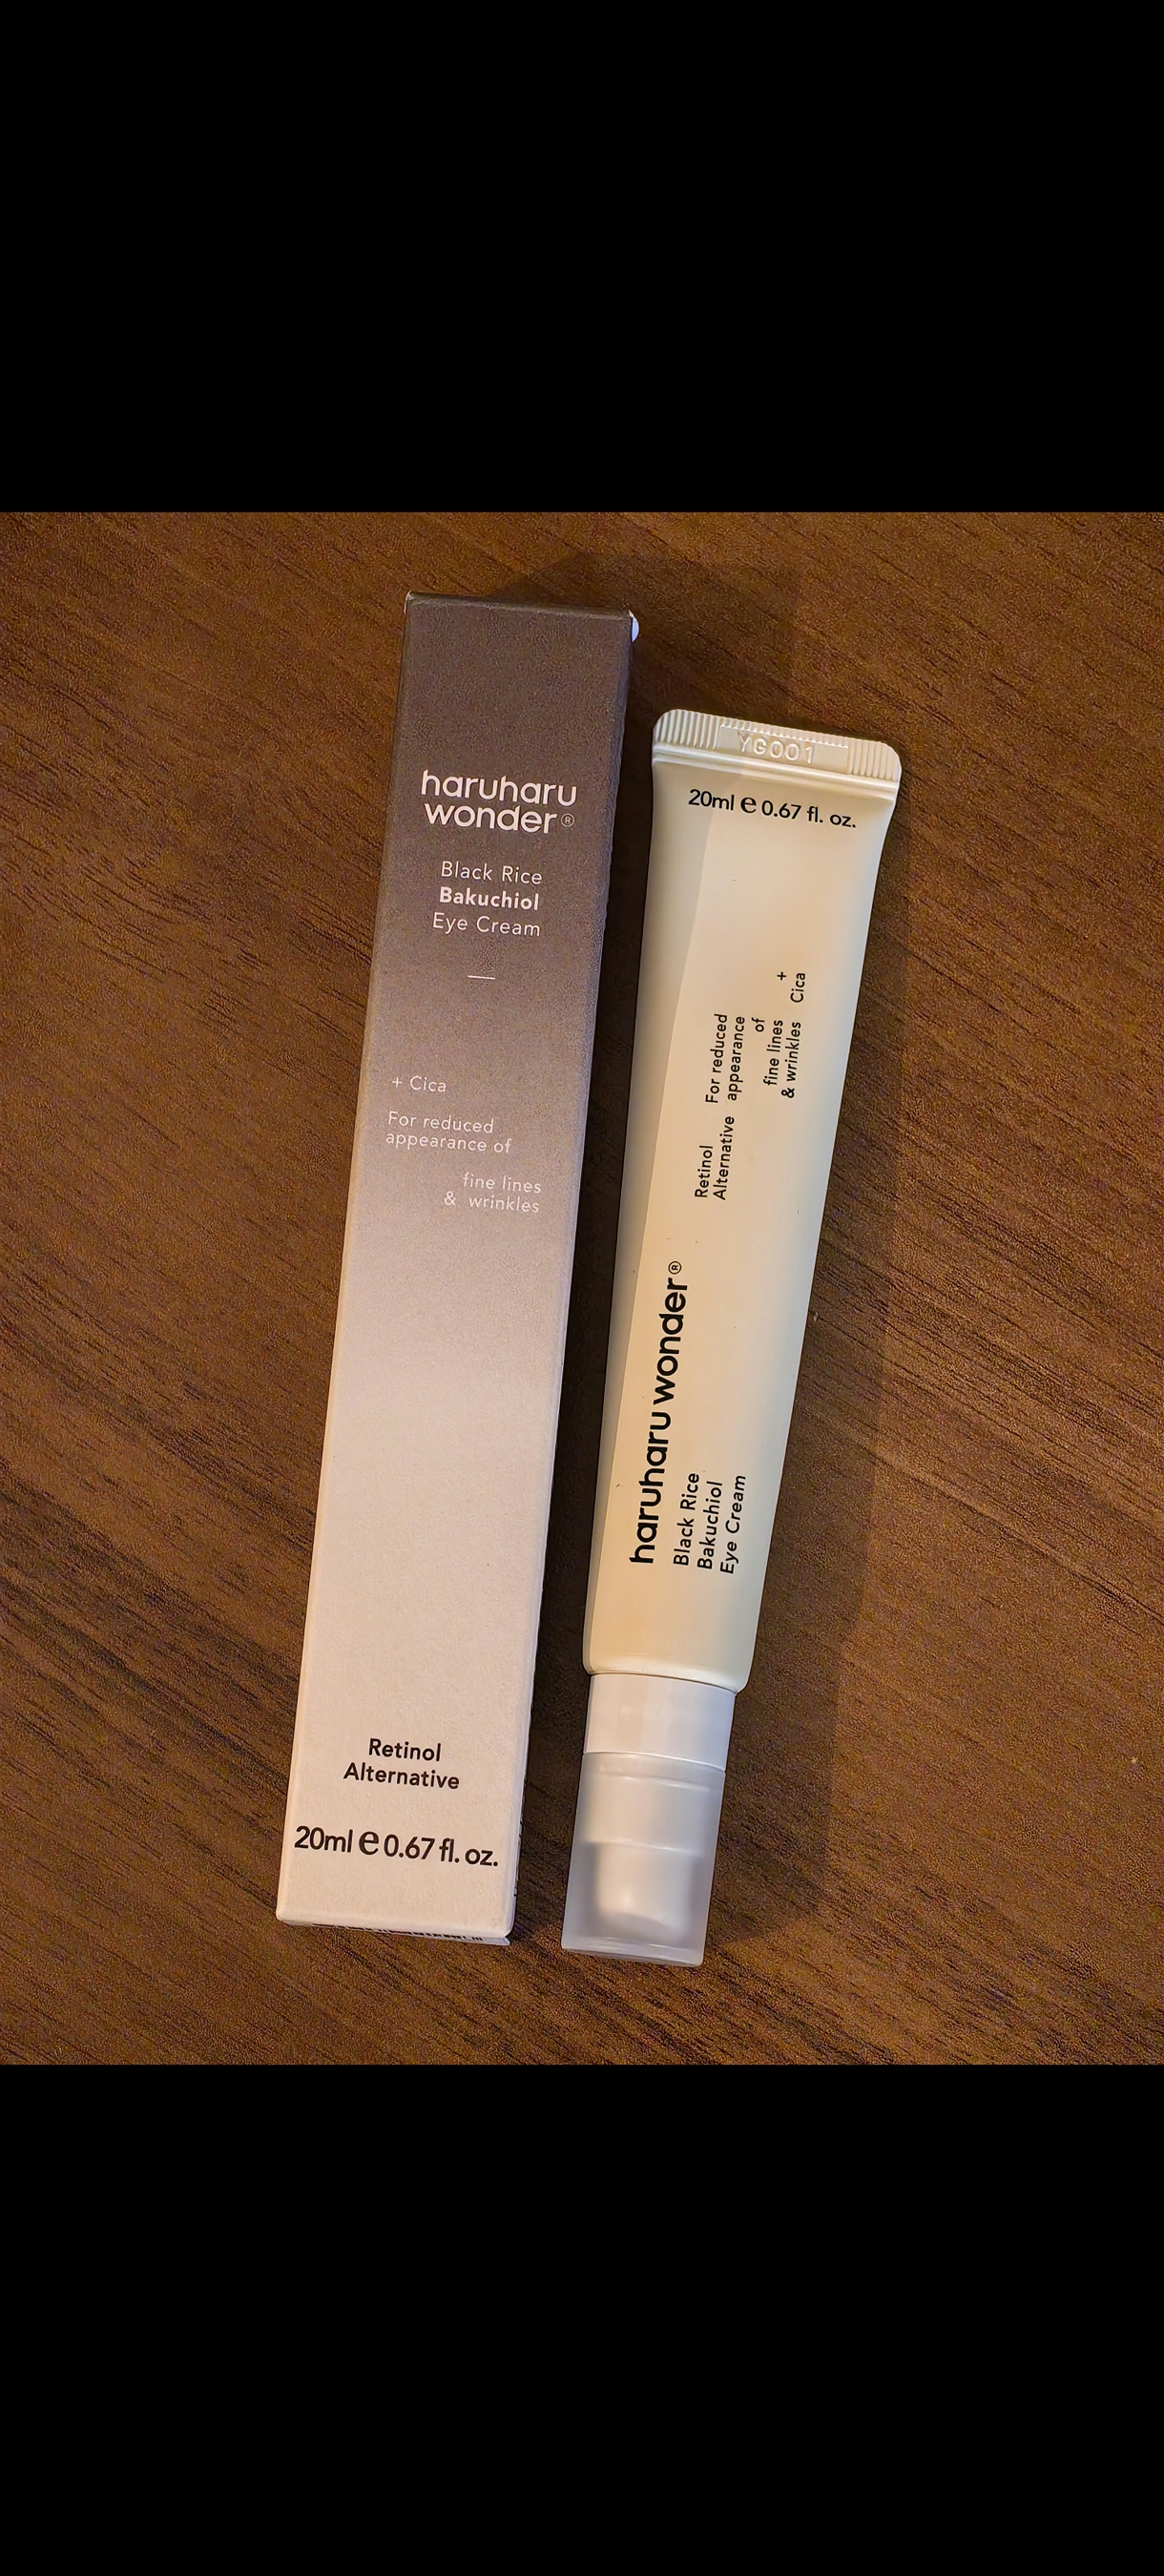 haruharu
wonder®
Black Rice
Bakuchiol
Eye Cream
+ Cica
For reduced
appearance of
fine lines
& wrinkles
Retinol
Alternative
20ml e 0.67 fl. oz.
YG001
20ml e 0.67 fl. oz.
haruharu wonder®
Black Rice
Bakuchiol
Eye Cream
Retinol
Alternative
For reduced
appearance
of
fine lines
& wrinkles
+
Cica